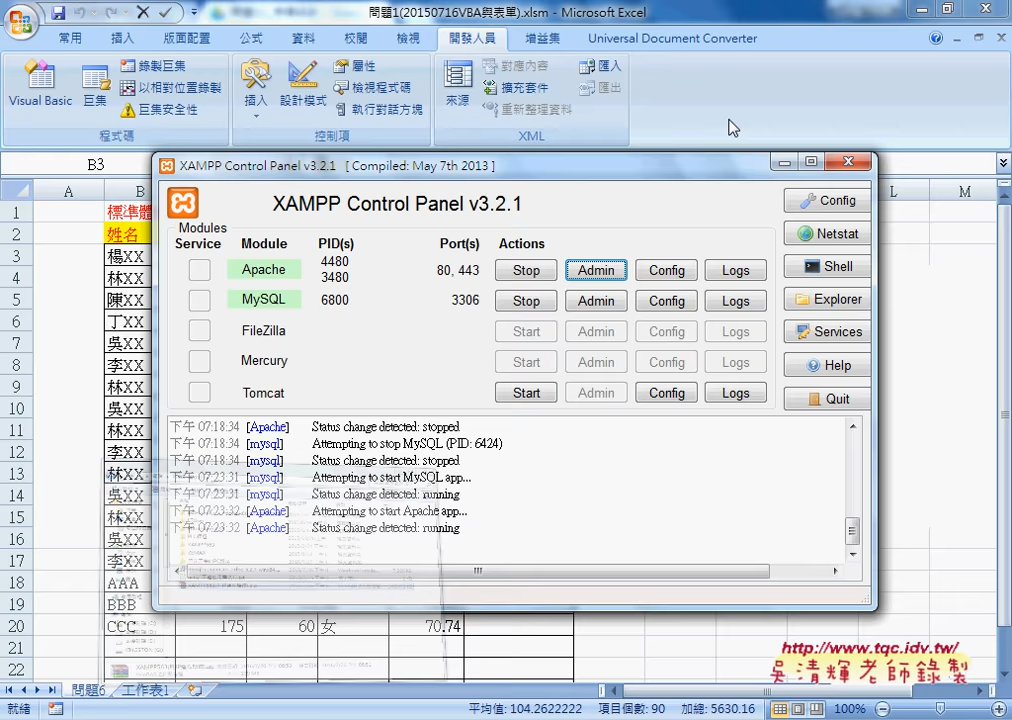 問題1(20150716VBA與表單).xlsm - Microsoft Excel
常用 插入 版面配置 公式 資料 校閱 檢視 開發人員 增益集 Universal Document Converter
Visual Basic 巨集 錄製巨集 以相對位置錄製 巨集安全性 程式碼
插入 設計模式 屬性 檢視程式碼 執行對話方塊 控制項
來源 對應內容 擴充套件 重新整理資料 匯入 匯出 XML
B3
A B L M
XAMPP Control Panel v3.2.1 [ Compiled: May 7th 2013 ]
XAMPP Control Panel v3.2.1
Config
Modules
Service Module PID(s) Port(s) Actions
Netstat
Apache 4480 3480 80, 443 Stop Admin Config Logs
Shell
MySQL 6800 3306 Stop Admin Config Logs
Explorer
FileZilla Start Admin Config Logs
Services
Mercury Start Admin Config Logs
Help
Tomcat Start Admin Config Logs
Quit
下午 07:18:34 [Apache] Status change detected: stopped
下午 07:18:34 [mysql] Attempting to stop MySQL (PID: 6424)
下午 07:18:34 [mysql] Status change detected: stopped
下午 07:23:31 [mysql] Attempting to start MySQL app...
下午 07:23:31 [mysql] Status change detected: running
下午 07:23:32 [Apache] Attempting to start Apache app...
下午 07:23:32 [Apache] Status change detected: running
1 標準體
2 姓名
3 楊XX
4 林XX
5 陳XX
6 丁XX
7 吳XX
8 李XX
9 林XX
10 吳XX
11 林XX
12 李XX
13 林XX
14 吳XX
15 林XX
16 吳XX
17 李XX
18 AAA
19 BBB
20 CCC 175 60 女 70.74
21
22
http://www.tqc.idv.tw/
吳清輝老師錄製
問題6 工作表1
就緒 平均值: 104.2622222 項目個數: 90 加總: 5630.16 100%